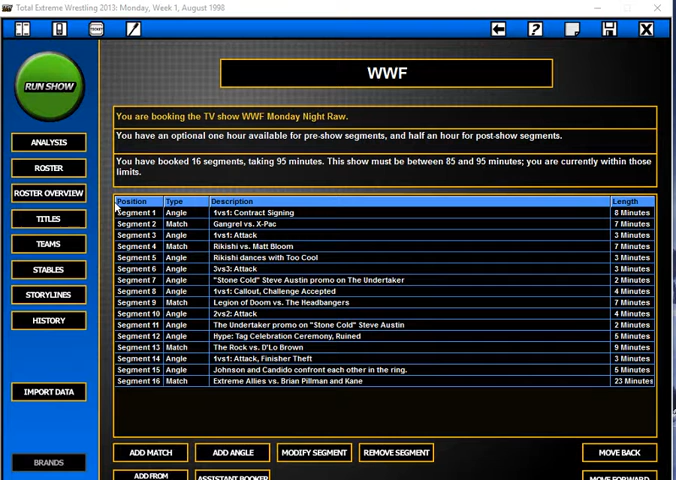 Total Extreme Wrestling 2013: Monday, Week 1, August 1998
TICKET
RUN SHOW
WWF
You are booking the TV show WWF Monday Night Raw.
You have an optional one hour available for pre-show segments, and half an hour for post-show segments.
You have booked 16 segments, taking 95 minutes. This show must be between 85 and 95 minutes; you are currently within those
limits.
ANALYSIS
ROSTER
ROSTER OVERVIEW
TITLES
TEAMS
STABLES
STORYLINES
HISTORY
IMPORT DATA
BRANDS
Position Type Description Length
Segment 1 Angle 1vs1: Contract Signing 8 Minutes
Segment 2 Match Gangrel vs. X-Pac 7 Minutes
Segment 3 Angle 1vs1: Attack 3 Minutes
Segment 4 Match Rikishi vs. Matt Bloom 7 Minutes
Segment 5 Angle Rikishi dances with Too Cool 3 Minutes
Segment 6 Angle 3vs3: Attack 3 Minutes
Segment 7 Angle "Stone Cold" Steve Austin promo on The Undertaker 2 Minutes
Segment 8 Angle 1vs1: Callout, Challenge Accepted 4 Minutes
Segment 9 Match Legion of Doom vs. The Headbangers 7 Minutes
Segment 10 Angle 2vs2: Attack 4 Minutes
Segment 11 Angle The Undertaker promo on "Stone Cold" Steve Austin 2 Minutes
Segment 12 Angle Hype: Tag Celebration Ceremony, Ruined 5 Minutes
Segment 13 Match The Rock vs. D'Lo Brown 9 Minutes
Segment 14 Angle 1vs1: Attack, Finisher Theft 3 Minutes
Segment 15 Angle Johnson and Candido confront each other in the ring. 5 Minutes
Segment 16 Match Extreme Allies vs. Brian Pillman and Kane 23 Minutes
ADD MATCH ADD ANGLE MODIFY SEGMENT REMOVE SEGMENT MOVE BACK
ADD FROM ASSISTANT BOOKER MOVE FORWARD